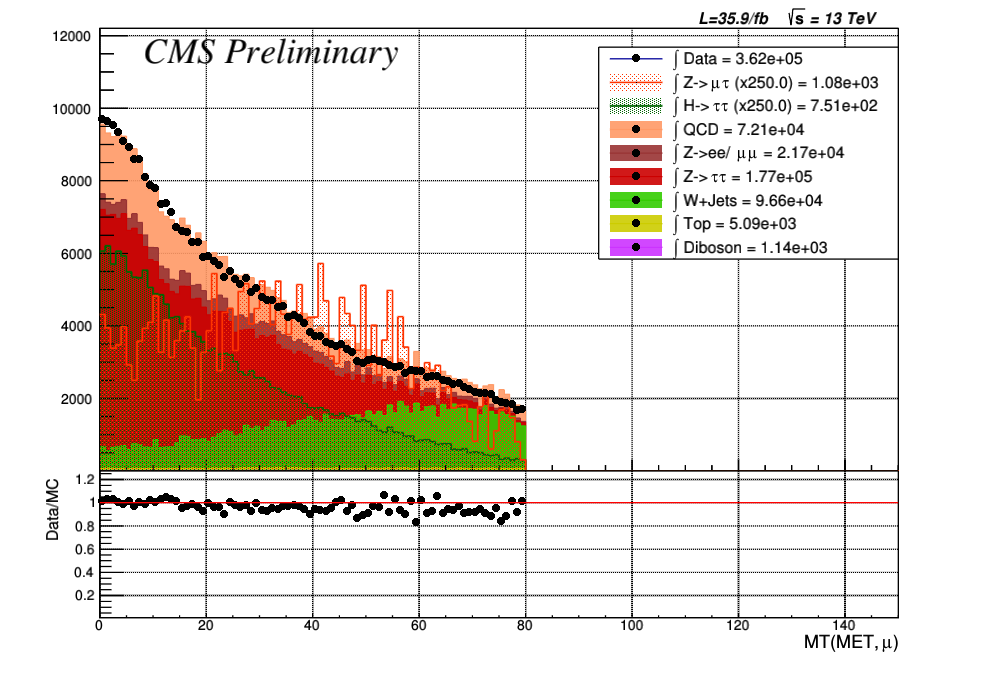 L=35.9/fb √s = 13 TeV
CMS Preliminary
12000
10000
8000
6000
4000
2000
∫ Data = 3.62e+05
∫ Z->μτ (x250.0) = 1.08e+03
∫ H->ττ (x250.0) = 7.51e+02
∫ QCD = 7.21e+04
∫ Z->ee/ μμ = 2.17e+04
∫ Z->ττ = 1.77e+05
∫ W+Jets = 9.66e+04
∫ Top = 5.09e+03
∫ Diboson = 1.14e+03
Data/MC
1.2
1
0.8
0.6
0.4
0.2
0 20 40 60 80 100 120 140
MT(MET, μ)